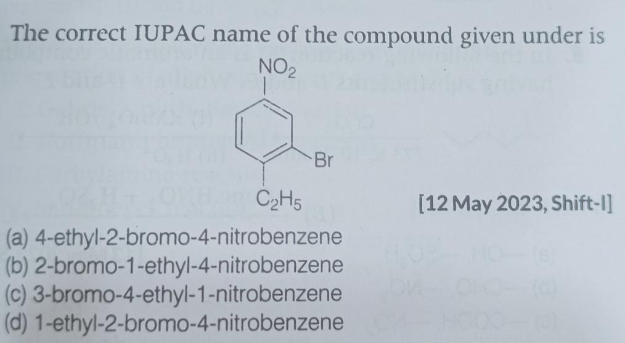 The correct IUPAC name of the compound given under is
NO₂
Br
C₂H₅
[12 May 2023, Shift-I]
(a) 4-ethyl-2-bromo-4-nitrobenzene
(b) 2-bromo-1-ethyl-4-nitrobenzene
(c) 3-bromo-4-ethyl-1-nitrobenzene
(d) 1-ethyl-2-bromo-4-nitrobenzene